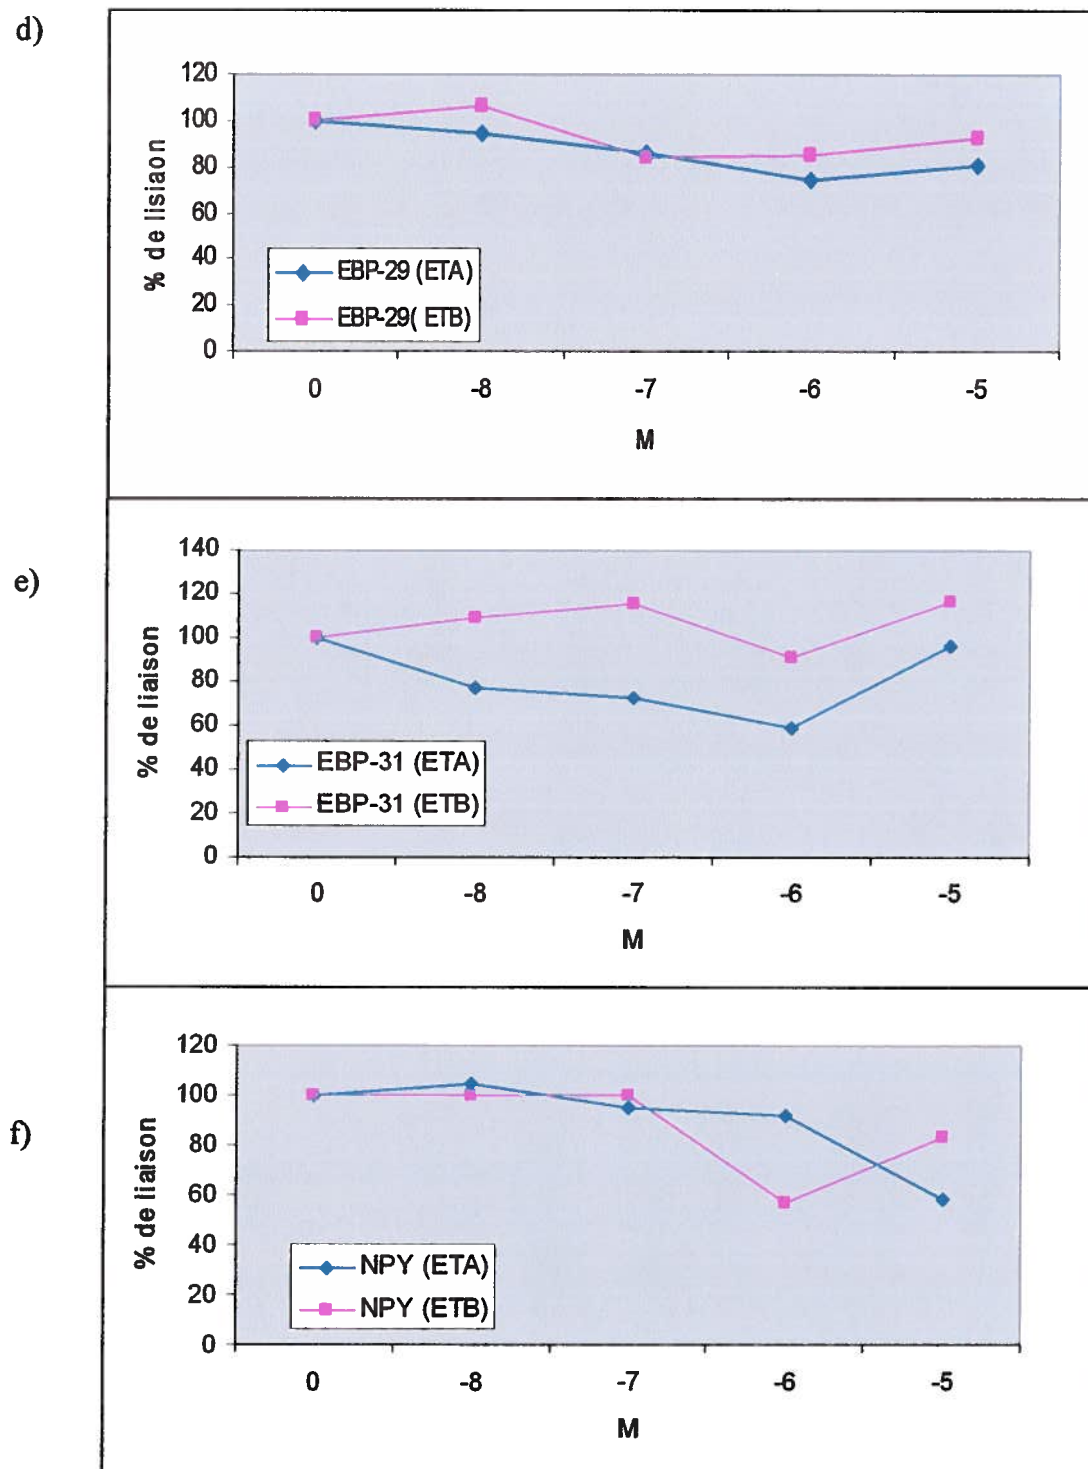 d)
120
100
80
60
40
20
0
% de lisiaon
EBP-29 (ETA)
EBP-29( ETB)
0 -8 -7 -6 -5
M
e)
140
120
100
80
60
40
20
0
% de liaison
EBP-31 (ETA)
EBP-31 (ETB)
0 -8 -7 -6 -5
M
f)
120
100
80
60
40
20
0
% de liaison
NPY (ETA)
NPY (ETB)
0 -8 -7 -6 -5
M